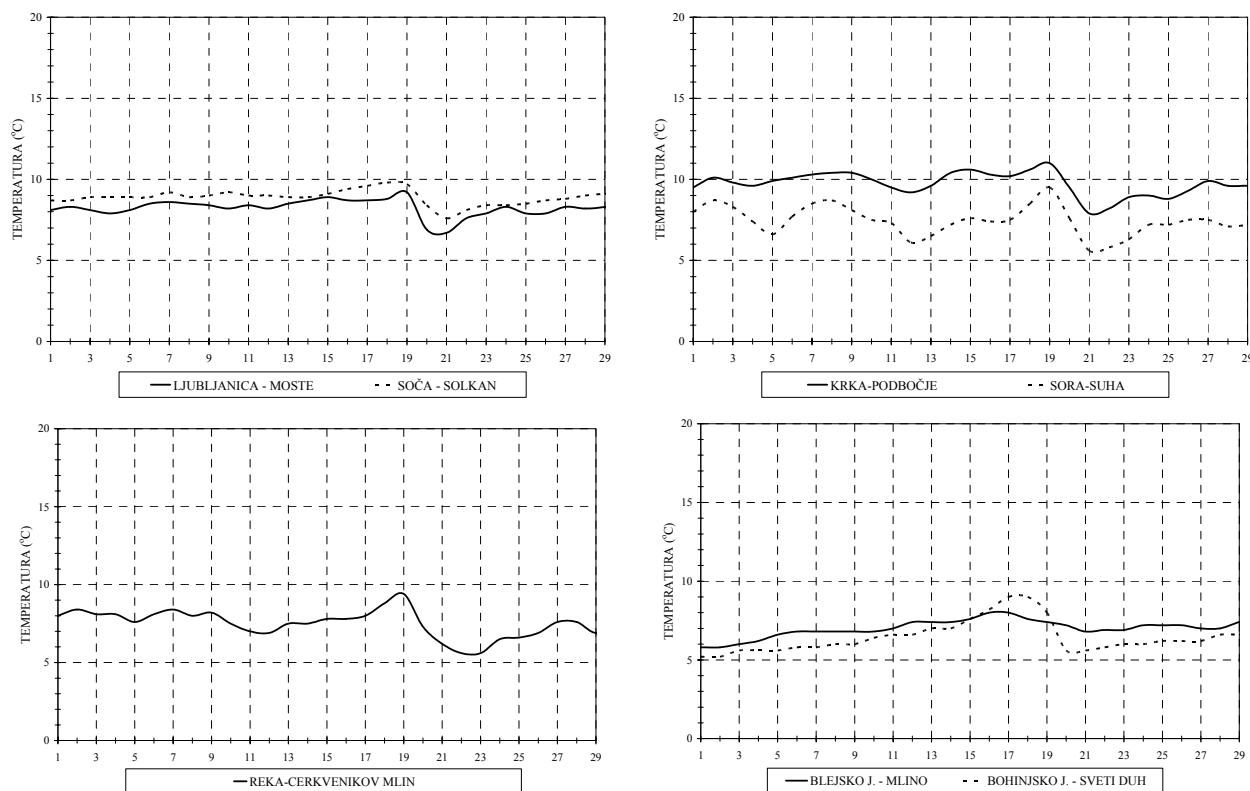 TEMPERATURA (°C)
20
15
10
5
0
1 3 5 7 9 11 13 15 17 19 21 23 25 27 29
LJUBLJANICA - MOSTE SOČA - SOLKAN
TEMPERATURA (°C)
20
15
10
5
0
1 3 5 7 9 11 13 15 17 19 21 23 25 27 29
KRKA-PODBOČJE SORA-SUHA
TEMPERATURA (°C)
20
15
10
5
0
1 3 5 7 9 11 13 15 17 19 21 23 25 27 29
REKA-CERKVENIKOV MLIN
TEMPERATURA (°C)
20
15
10
5
0
1 3 5 7 9 11 13 15 17 19 21 23 25 27 29
BLEJSKO J. - MLINO BOHINJSKO J. - SVETI DUH